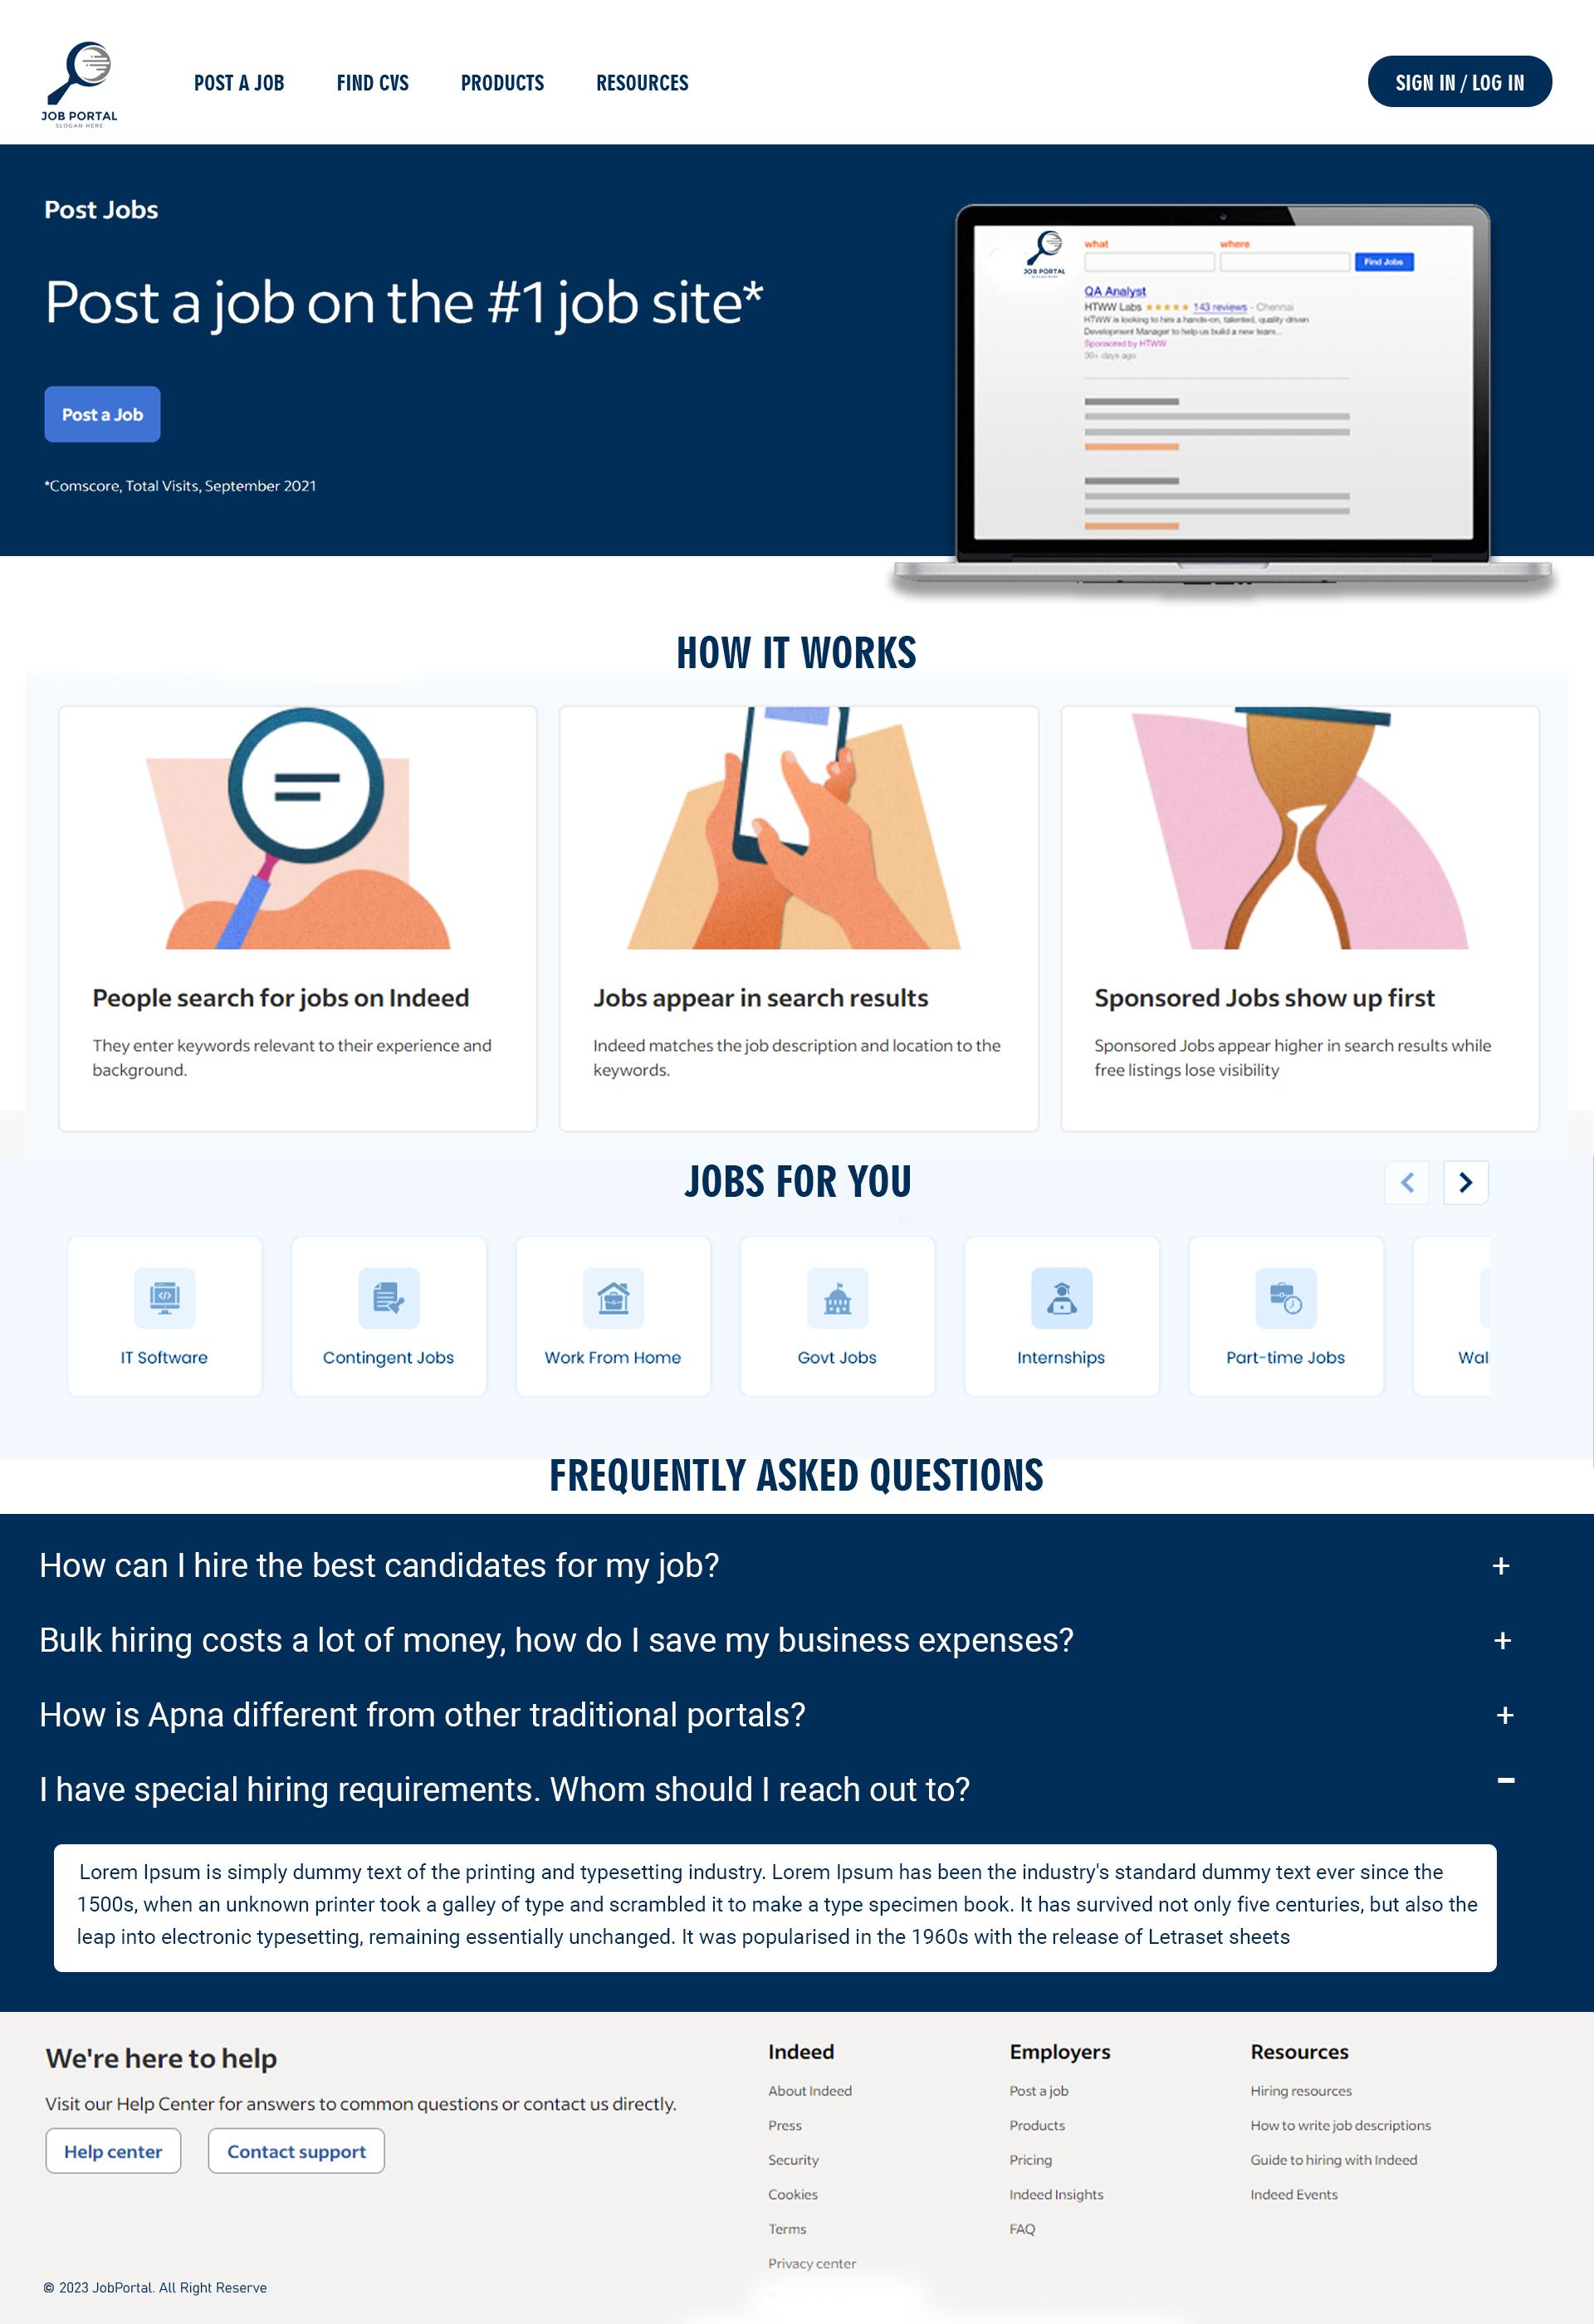 JOB PORTAL
SLOGAN HERE
POST A JOB
FIND CVS
PRODUCTS
RESOURCES
SIGN IN / LOG IN
Post Jobs
Post a job on the #1 job site*
Post a Job
*Comscore, Total Visits, September 2021
JOB PORTAL
what
where
Find Jobs
QA Analyst
HTWW Labs ★★★★★ 143 reviews - Chennai
HTWW is looking to hire a hands-on, talented, quality driven
Development Manager to help us build a new team...
Sponsored by HTWW
30+ days ago
HOW IT WORKS
People search for jobs on Indeed
They enter keywords relevant to their experience and
background.
Jobs appear in search results
Indeed matches the job description and location to the
keywords.
Sponsored Jobs show up first
Sponsored Jobs appear higher in search results while
free listings lose visibility
JOBS FOR YOU
IT Software
Contingent Jobs
Work From Home
Govt Jobs
Internships
Part-time Jobs
Wal
FREQUENTLY ASKED QUESTIONS
How can I hire the best candidates for my job? +
Bulk hiring costs a lot of money, how do I save my business expenses? +
How is Apna different from other traditional portals? +
I have special hiring requirements. Whom should I reach out to? -
Lorem Ipsum is simply dummy text of the printing and typesetting industry. Lorem Ipsum has been the industry's standard dummy text ever since the
1500s, when an unknown printer took a galley of type and scrambled it to make a type specimen book. It has survived not only five centuries, but also the
leap into electronic typesetting, remaining essentially unchanged. It was popularised in the 1960s with the release of Letraset sheets
We're here to help
Visit our Help Center for answers to common questions or contact us directly.
Help center
Contact support
Indeed
About Indeed
Press
Security
Cookies
Terms
Privacy center
Employers
Post a job
Products
Pricing
Indeed Insights
FAQ
Resources
Hiring resources
How to write job descriptions
Guide to hiring with Indeed
Indeed Events
© 2023 JobPortal. All Right Reserve